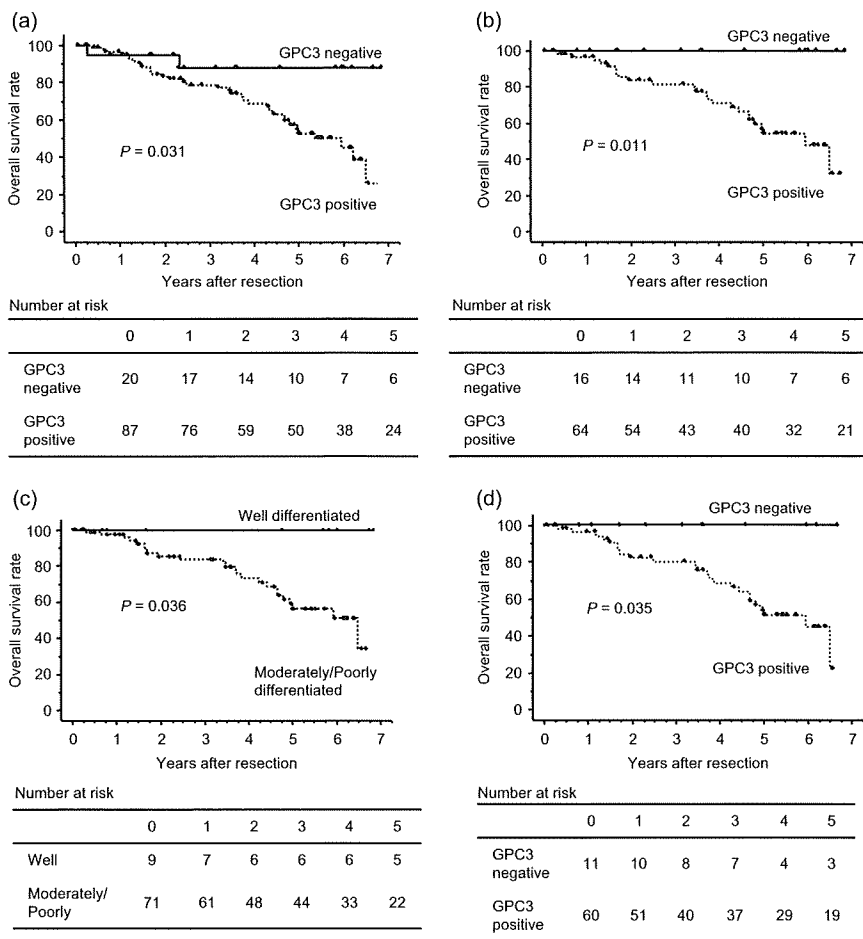 (a)
Overall survival rate
100
80
60
40
20
0
GPC3 negative
P = 0.031
GPC3 positive
0 1 2 3 4 5 6 7
Years after resection
Number at risk
0 1 2 3 4 5
GPC3
negative 20 17 14 10 7 6
GPC3
positive 87 76 59 50 38 24
(b)
Overall survival rate
100
80
60
40
20
0
GPC3 negative
P = 0.011
GPC3 positive
0 1 2 3 4 5 6 7
Years after resection
Number at risk
0 1 2 3 4 5
GPC3
negative 16 14 11 10 7 6
GPC3
positive 64 54 43 40 32 21
(c)
Overall survival rate
100
80
60
40
20
0
Well differentiated
P = 0.036
Moderately/Poorly
differentiated
0 1 2 3 4 5 6 7
Years after resection
Number at risk
0 1 2 3 4 5
Well 9 7 6 6 6 5
Moderately/
Poorly 71 61 48 44 33 22
(d)
Overall survival rate
100
80
60
40
20
0
GPC3 negative
P = 0.035
GPC3 positive
0 1 2 3 4 5 6 7
Years after resection
Number at risk
0 1 2 3 4 5
GPC3
negative 11 10 8 7 4 3
GPC3
positive 60 51 40 37 29 19